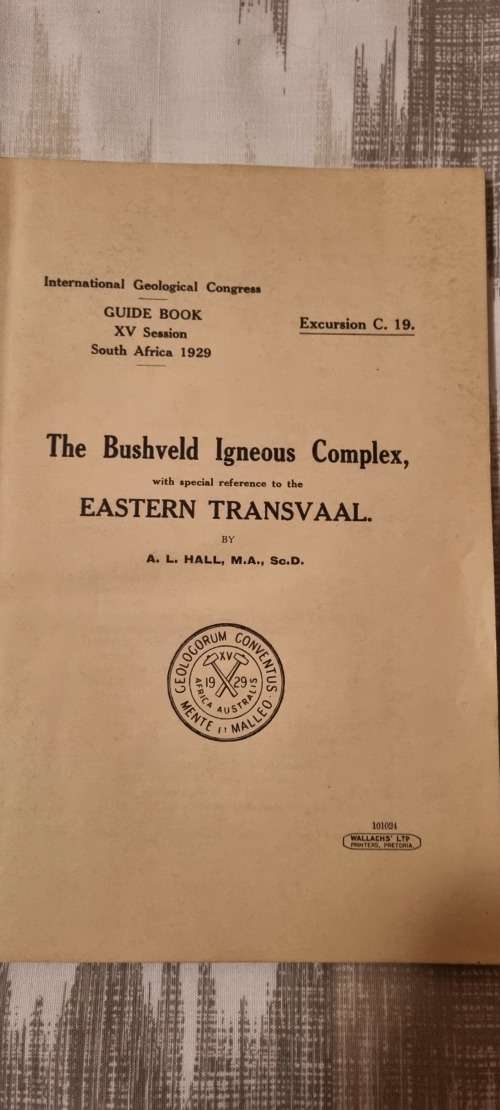 International Geological Congress
GUIDE BOOK
XV Session
South Africa 1929
Excursion C. 19.
The Bushveld Igneous Complex,
with special reference to the
EASTERN TRANSVAAL.
BY
A. L. HALL, M.A., Sc.D.
GEOLOGORUM CONVENTUS
XV
19 29
AFRICA AUSTRALIS
MENTE ET MALLEO
101024
WALLACHS' LTD
PRINTERS, PRETORIA